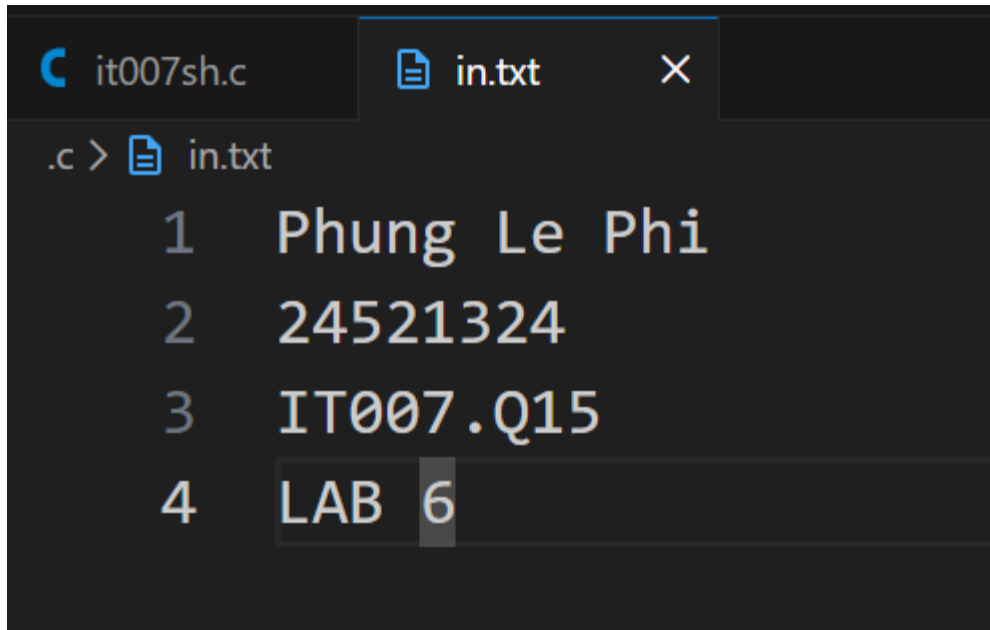 it007sh.c in.txt
.c > in.txt
1 Phung Le Phi
2 24521324
3 IT007.Q15
4 LAB 6